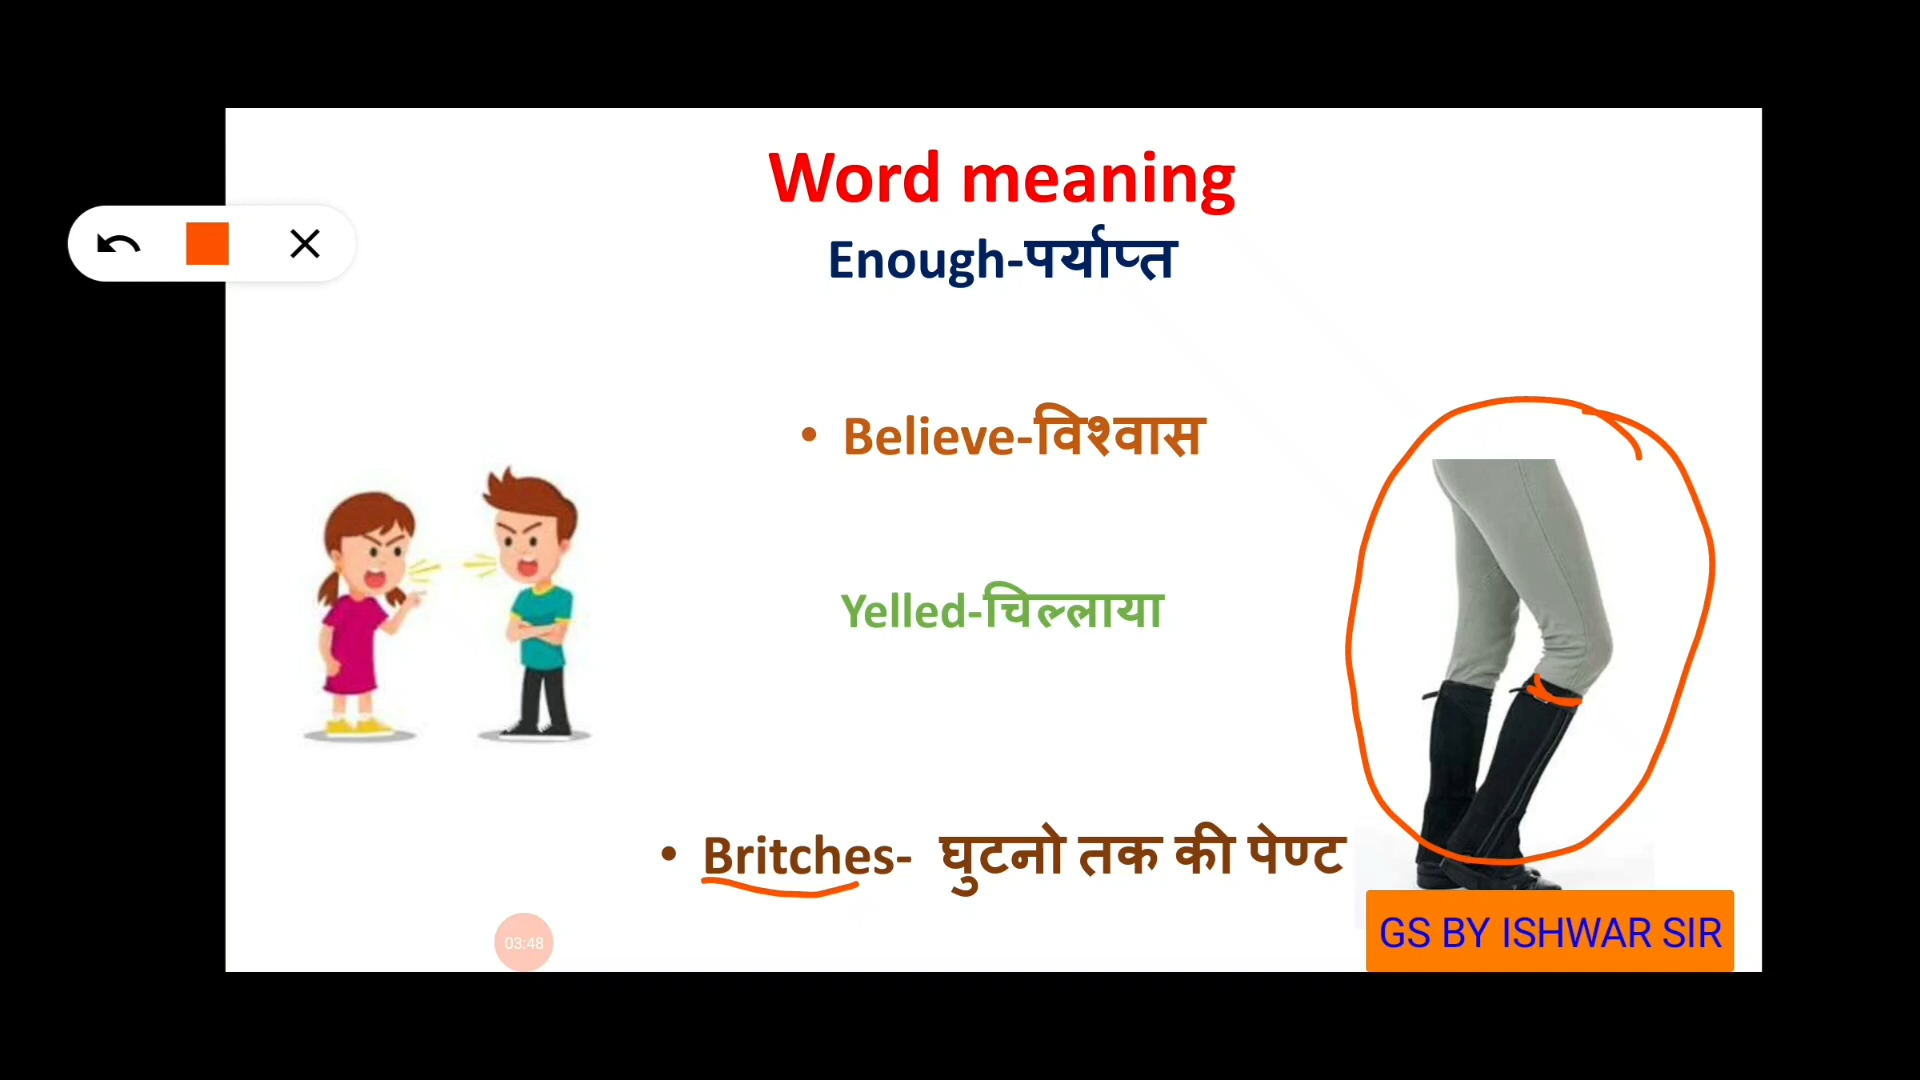 Word meaning
Enough-पर्याप्त
• Believe-विश्वास
Yelled-चिल्लाया
• Britches- घुटनो तक की पेण्ट
03:48
GS BY ISHWAR SIR